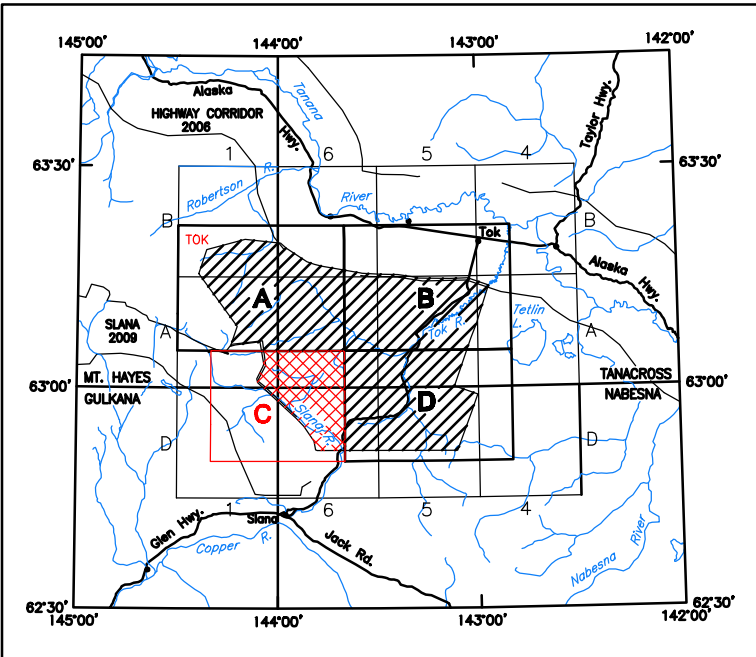 145°00' 144°00' 143°00' 142°00'
Alaska
Hwy.
Tanana
Taylor Hwy.
HIGHWAY CORRIDOR
2006
1 6 5 4
63°30' 63°30'
Robertson R.
River
B B
TOK
Tok
Alaska
Hwy.
A B
Tetlin
L.
Tok R.
SLANA
2009
A A
MT. HAYES 63°00' TANACROSS
63°00'
GULKANA NABESNA
C D
Slana R.
D D
1 6 5 4
Slana
Glen Hwy.
Copper R.
Jack Rd.
Nabesna River
62°30' 62°30'
145°00' 144°00' 143°00' 142°00'